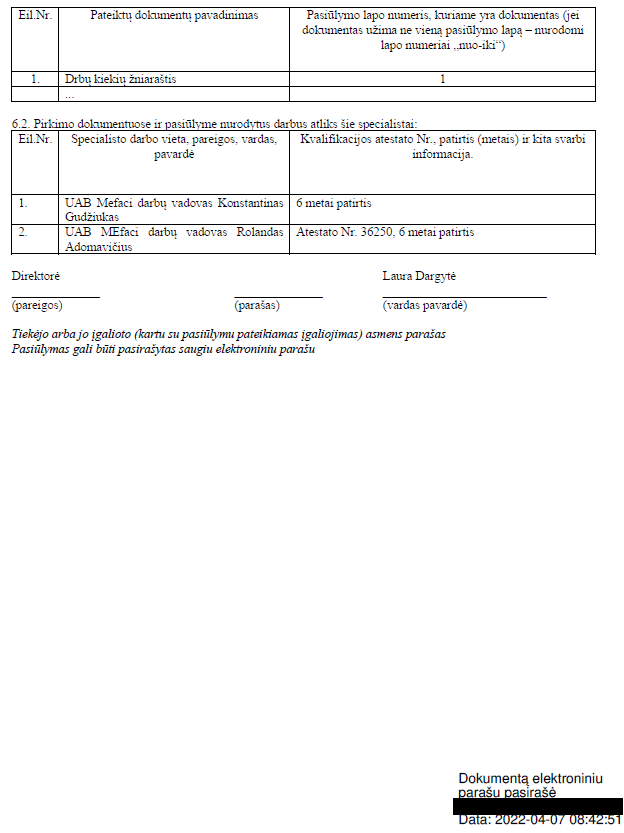 Eil.Nr. Pateiktų dokumentų pavadinimas Pasiūlymo lapo numeris, kuriame yra dokumentas (jei
dokumentas užima ne vieną pasiūlymo lapą – nurodomi
lapo numeriai „nuo-iki“)
1. Drbų kiekių žniaraštis 1
...
6.2. Pirkimo dokumentuose ir pasiūlyme nurodytus darbus atliks šie specialistai:
Eil.Nr. Specialisto darbo vieta, pareigos, vardas, Kvalifikacijos atestato Nr., patirtis (metais) ir kita svarbi
pavardė informacija.
1. UAB Mefaci darbų vadovas Konstantinas 6 metai patirtis
Gudžiukas
2. UAB MEfaci darbų vadovas Rolandas Atestato Nr. 36250, 6 metai patirtis
Adomavičius
Direktorė Laura Dargytė
(pareigos) (parašas) (vardas pavardė)
Tiekėjo arba jo įgalioto (kartu su pasiūlymu pateikiamas įgaliojimas) asmens parašas
Pasiūlymas gali būti pasirašytas saugiu elektroniniu parašu
Dokumentą elektroniniu
parašu pasirašė
Data: 2022-04-07 08:42:51